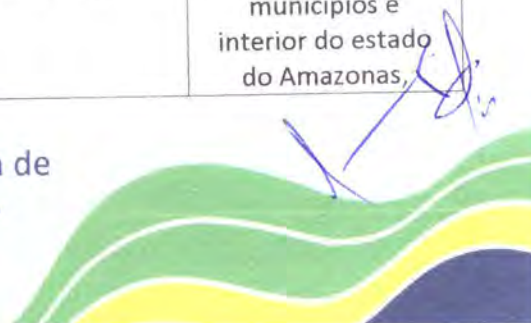 municípios e
interior do estado
do Amazonas,
de